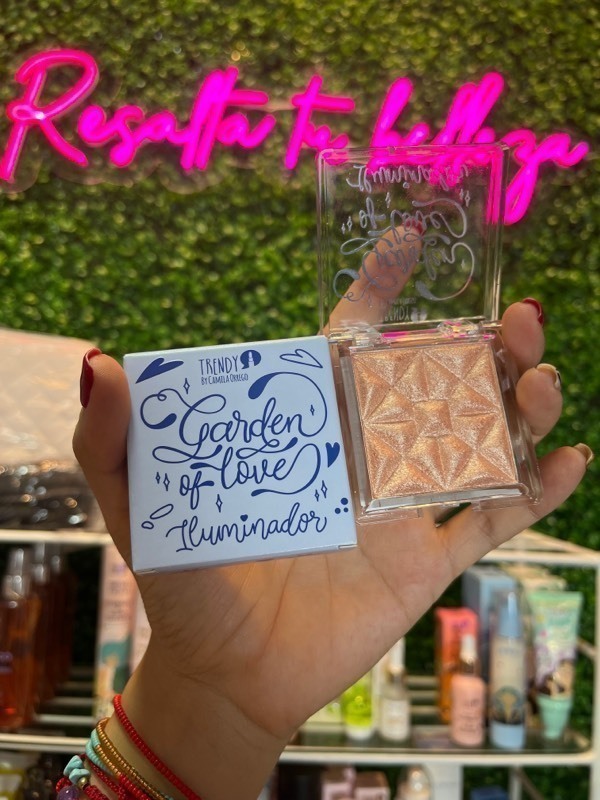 Resalta tu belleza
TRENDY
BY CAMILA ORREGO
Garden
of love
Iluminador